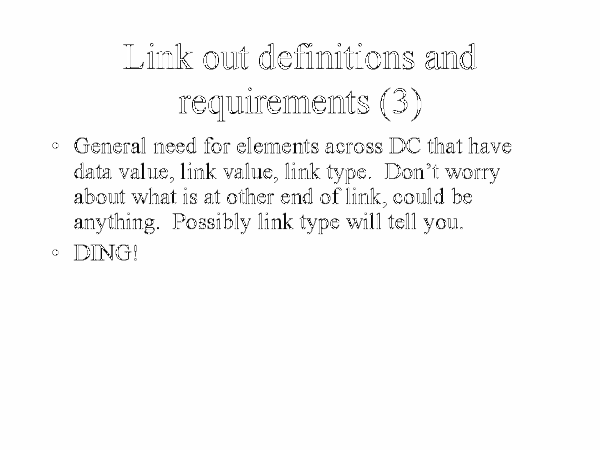 Link out definitions and
requirements (3)
• General need for elements across DC that have
data value, link value, link type.  Don't worry
about what is at other end of link, could be
anything.  Possibly link type will tell you.
• DING!